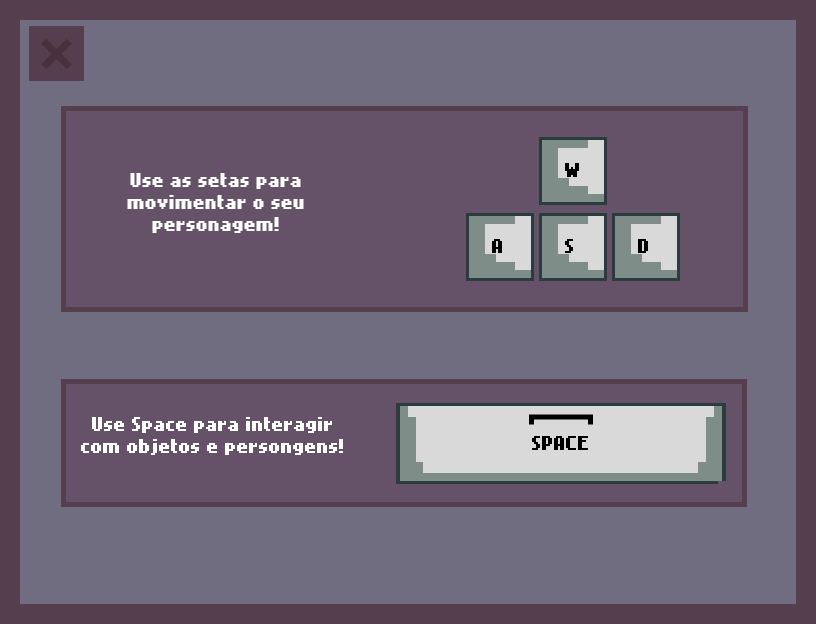 Use as setas para
movimentar o seu
personagem!
W
A S D
Use Space para interagir
com objetos e persongens!
SPACE